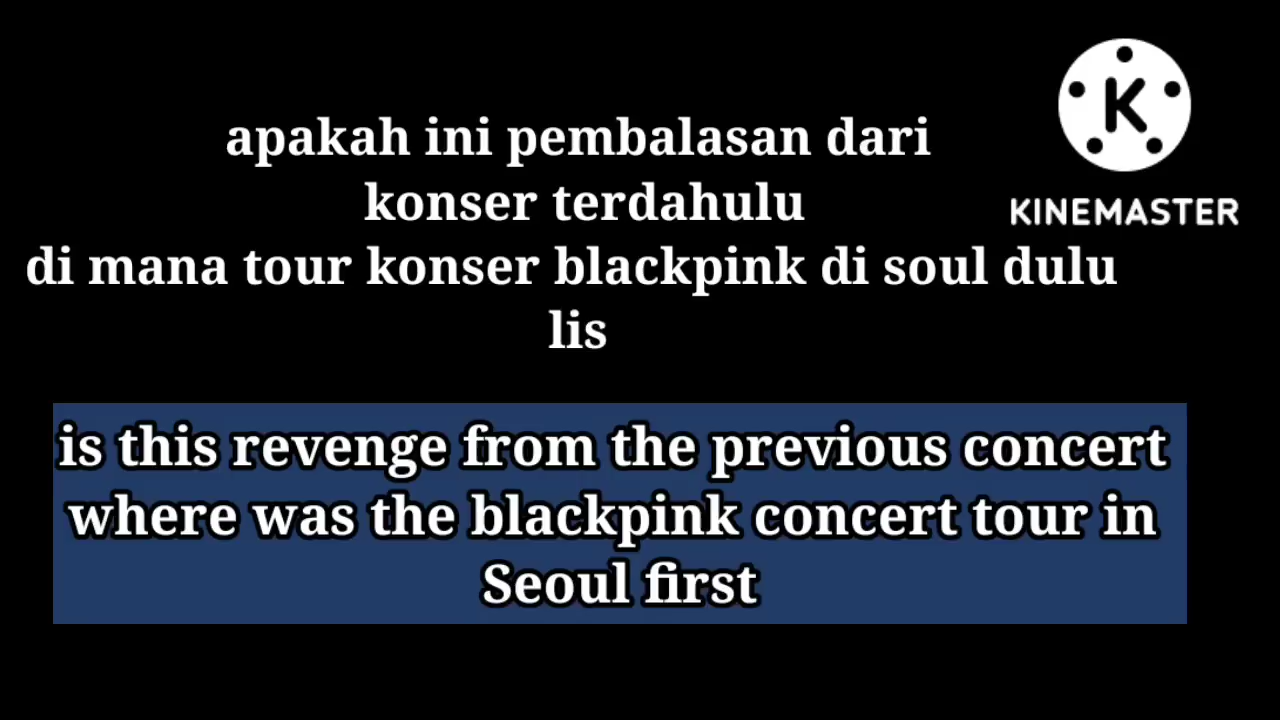 apakah ini pembalasan dari
konser terdahulu
di mana tour konser blackpink di soul dulu
lis
K
KINEMASTER
is this revenge from the previous concert
where was the blackpink concert tour in
Seoul first